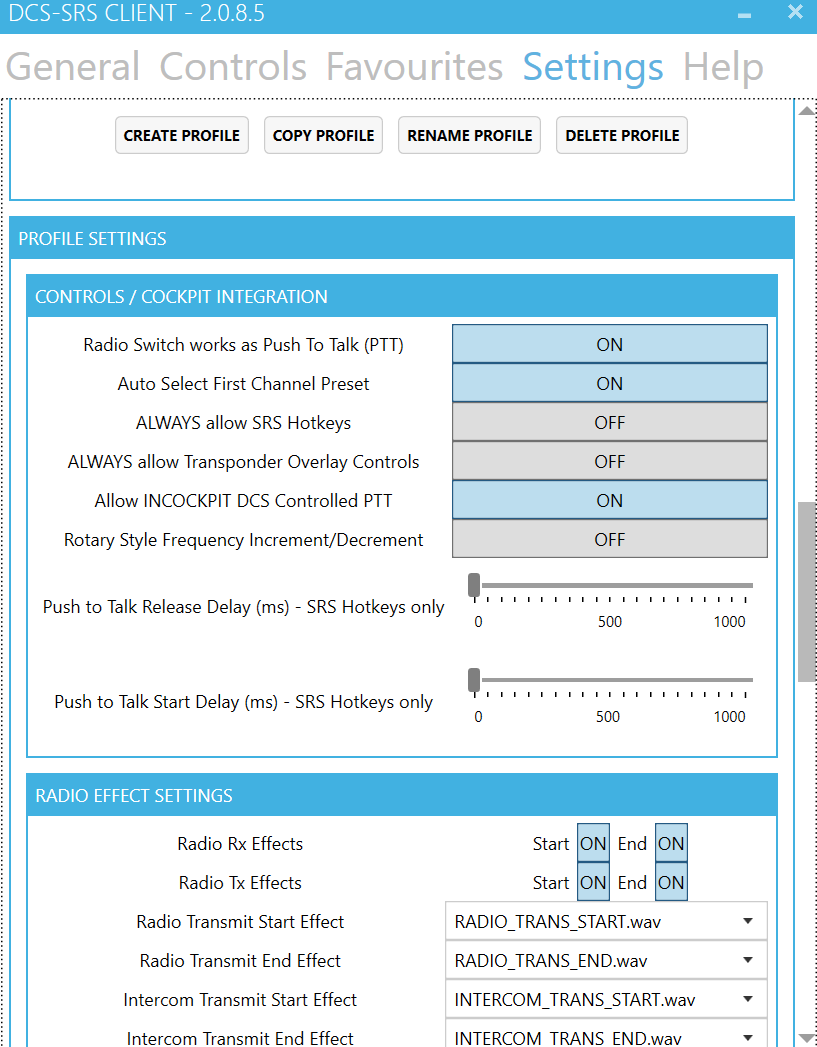 DCS-SRS CLIENT - 2.0.8.5
General Controls Favourites Settings Help
CREATE PROFILE COPY PROFILE RENAME PROFILE DELETE PROFILE
PROFILE SETTINGS
CONTROLS / COCKPIT INTEGRATION
Radio Switch works as Push To Talk (PTT) ON
Auto Select First Channel Preset ON
ALWAYS allow SRS Hotkeys OFF
ALWAYS allow Transponder Overlay Controls OFF
Allow INCOCKPIT DCS Controlled PTT ON
Rotary Style Frequency Increment/Decrement OFF
Push to Talk Release Delay (ms) - SRS Hotkeys only
0 500 1000
Push to Talk Start Delay (ms) - SRS Hotkeys only
0 500 1000
RADIO EFFECT SETTINGS
Radio Rx Effects Start ON End ON
Radio Tx Effects Start ON End ON
Radio Transmit Start Effect RADIO_TRANS_START.wav
Radio Transmit End Effect RADIO_TRANS_END.wav
Intercom Transmit Start Effect INTERCOM_TRANS_START.wav
Intercom Transmit End Effect INTERCOM_TRANS_END.wav